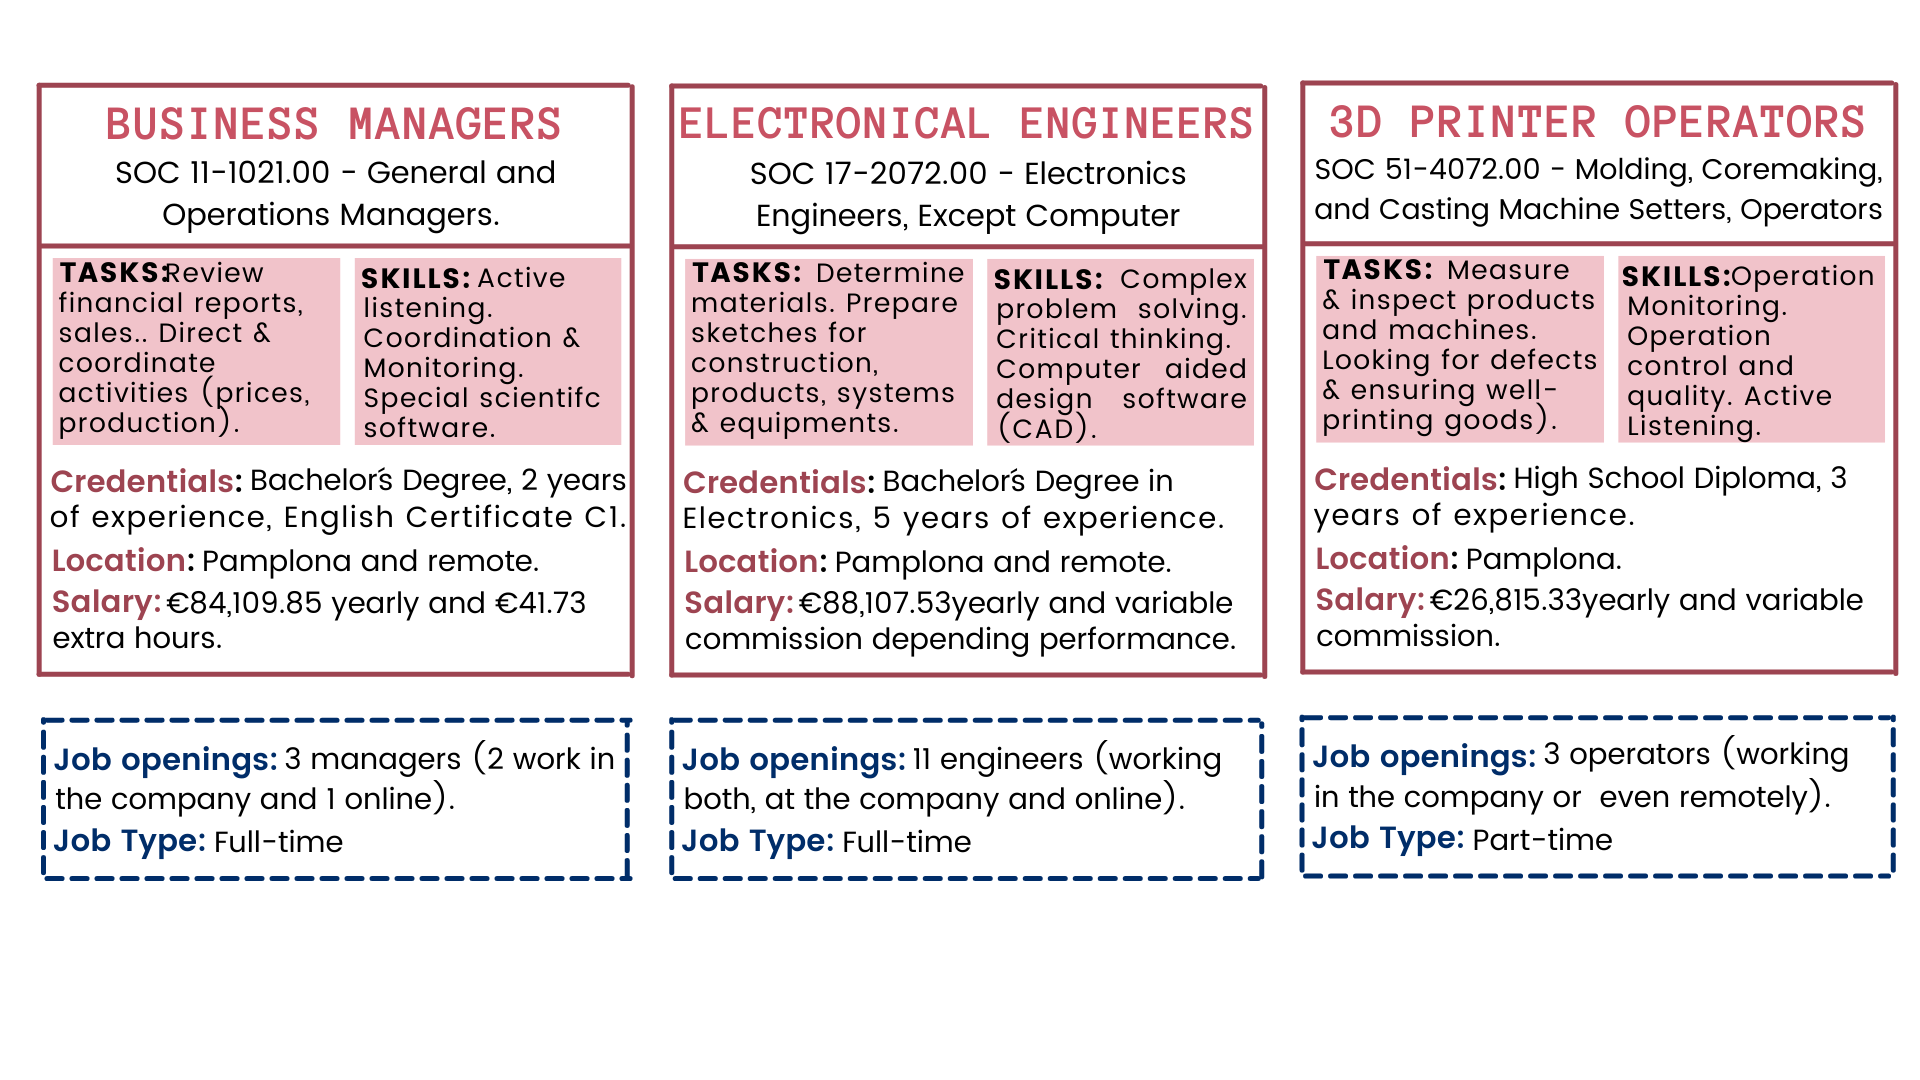 BUSINESS MANAGERS
SOC 11-1021.00 - General and
Operations Managers.
TASKS:Review
financial reports,
sales.. Direct &
coordinate
activities (prices,
production).
SKILLS: Active
listening.
Coordination &
Monitoring.
Special scientifc
software.
Credentials: Bachelor´s Degree, 2 years
of experience, English Certificate C1.
Location: Pamplona and remote.
Salary: €84,109.85 yearly and €41.73
extra hours.
Job openings: 3 managers (2 work in
the company and 1 online).
Job Type: Full-time
ELECTRONICAL ENGINEERS
SOC 17-2072.00 - Electronics
Engineers, Except Computer
TASKS: Determine
materials. Prepare
sketches for
construction,
products, systems
& equipments.
SKILLS: Complex
problem solving.
Critical thinking.
Computer aided
design software
(CAD).
Credentials: Bachelor´s Degree in
Electronics, 5 years of experience.
Location: Pamplona and remote.
Salary: €88,107.53yearly and variable
commission depending performance.
Job openings: 11 engineers (working
both, at the company and online).
Job Type: Full-time
3D PRINTER OPERATORS
SOC 51-4072.00 - Molding, Coremaking,
and Casting Machine Setters, Operators
TASKS: Measure
& inspect products
and machines.
Looking for defects
& ensuring well-
printing goods).
SKILLS:Operation
Monitoring.
Operation
control and
quality. Active
Listening.
Credentials: High School Diploma, 3
years of experience.
Location: Pamplona.
Salary: €26,815.33yearly and variable
commission.
Job openings: 3 operators (working
in the company or even remotely).
Job Type: Part-time